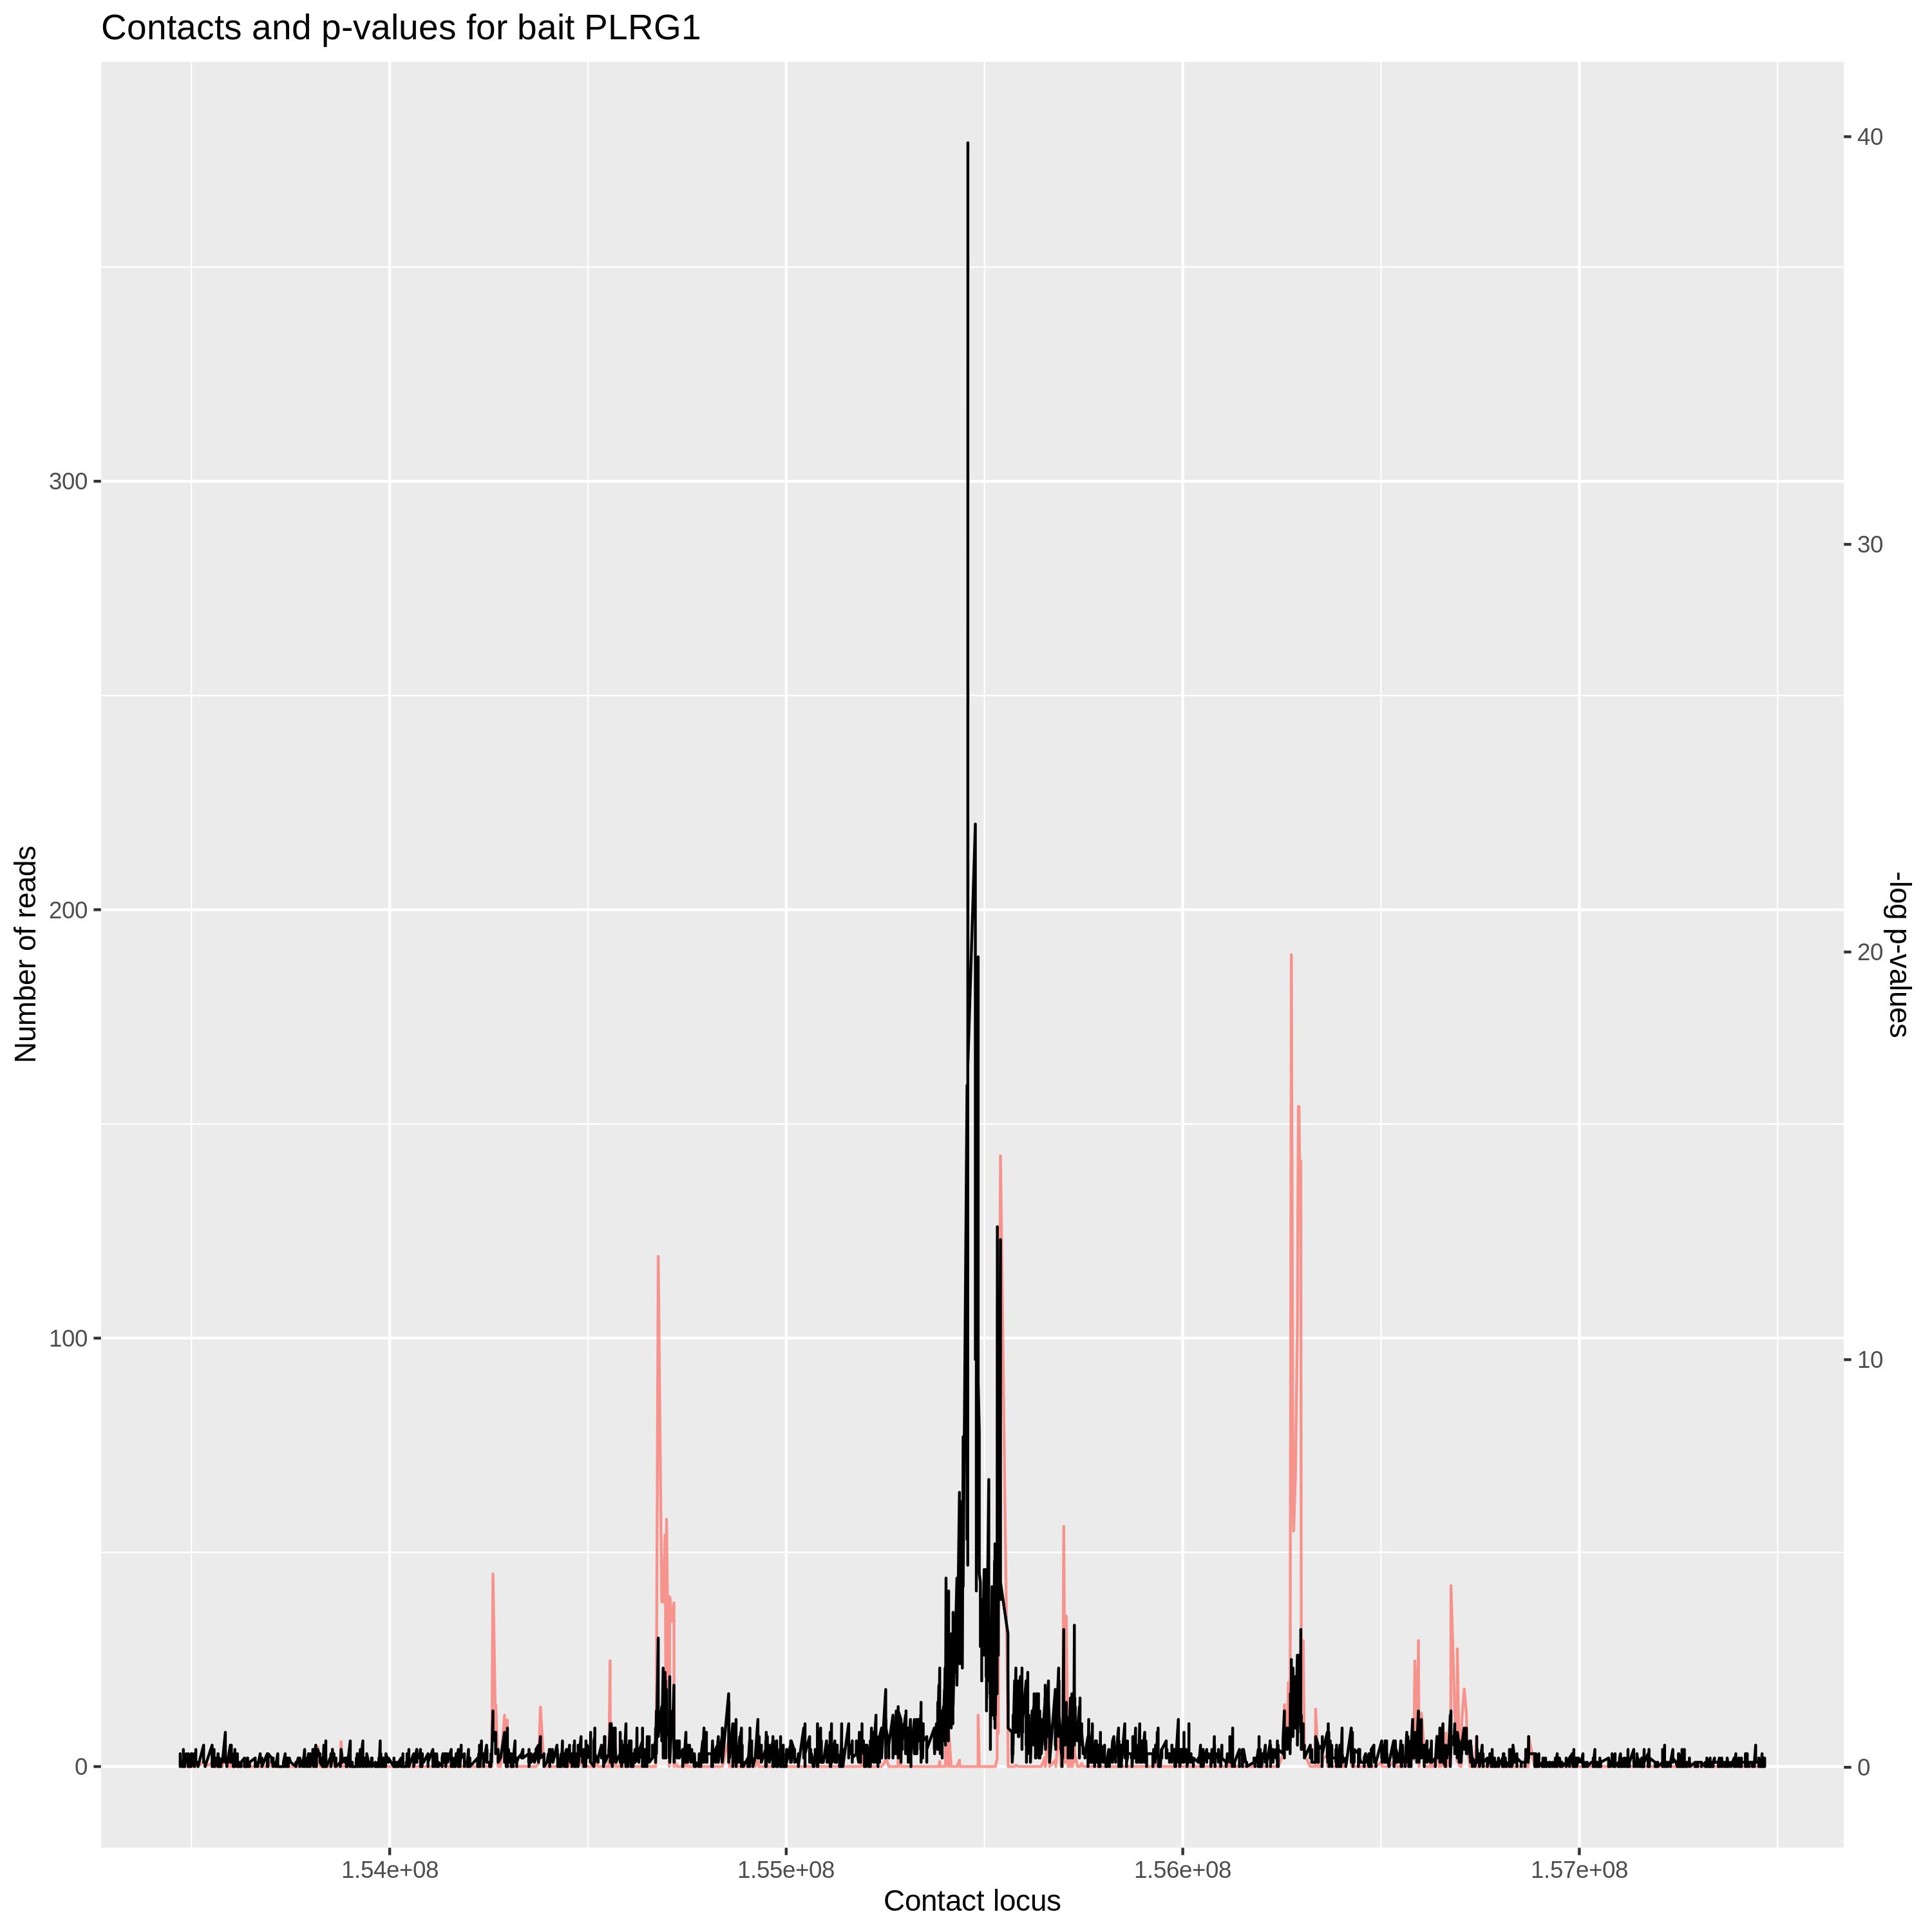 Contacts and p-values for bait PLRG1
40
300
30
200
20
100
10
0
0
Number of reads
-log p-values
1.54e+08
1.55e+08
1.56e+08
1.57e+08
Contact locus